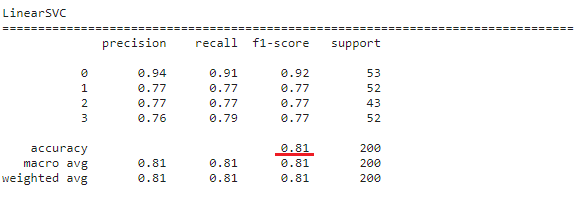 LinearSVC
================================================================================
precision recall f1-score support
0 0.94 0.91 0.92 53
1 0.77 0.77 0.77 52
2 0.77 0.77 0.77 43
3 0.76 0.79 0.77 52
accuracy 0.81 200
macro avg 0.81 0.81 0.81 200
weighted avg 0.81 0.81 0.81 200